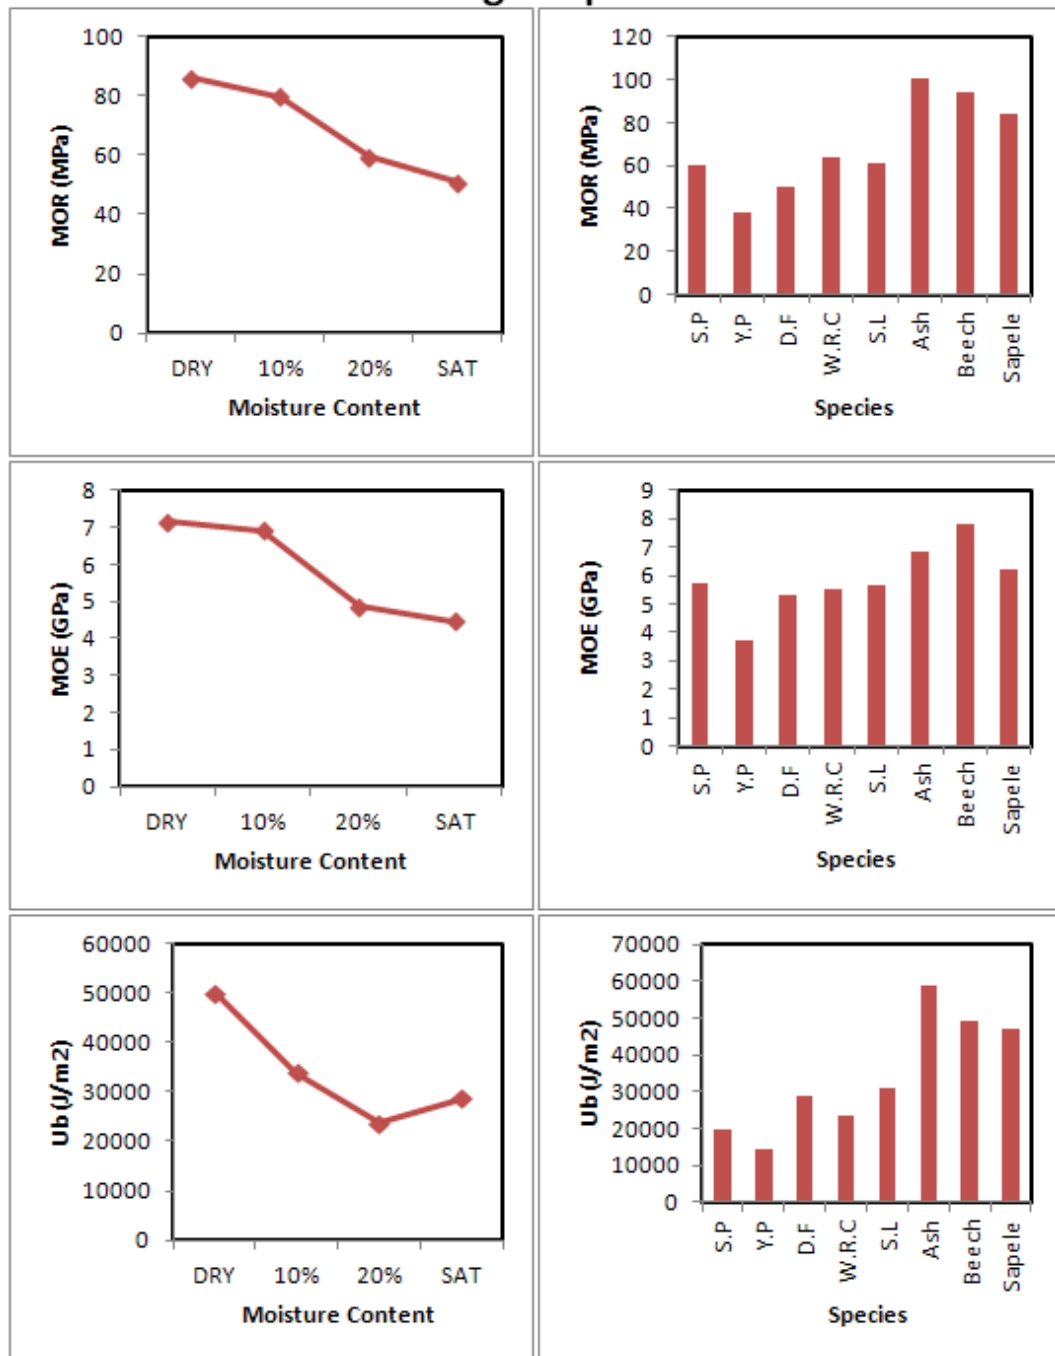 MOR (MPa)
100
80
60
40
20
0
DRY 10% 20% SAT
Moisture Content
MOR (MPa)
120
100
80
60
40
20
0
S.P Y.P D.F W.R.C S.L Ash Beech Sapele
Species
MOE (GPa)
8
7
6
5
4
3
2
1
0
DRY 10% 20% SAT
Moisture Content
MOE (GPa)
9
8
7
6
5
4
3
2
1
0
S.P Y.P D.F W.R.C S.L Ash Beech Sapele
Species
Ub (J/m2)
60000
50000
40000
30000
20000
10000
0
DRY 10% 20% SAT
Moisture Content
Ub (J/m2)
70000
60000
50000
40000
30000
20000
10000
0
S.P Y.P D.F W.R.C S.L Ash Beech Sapele
Species